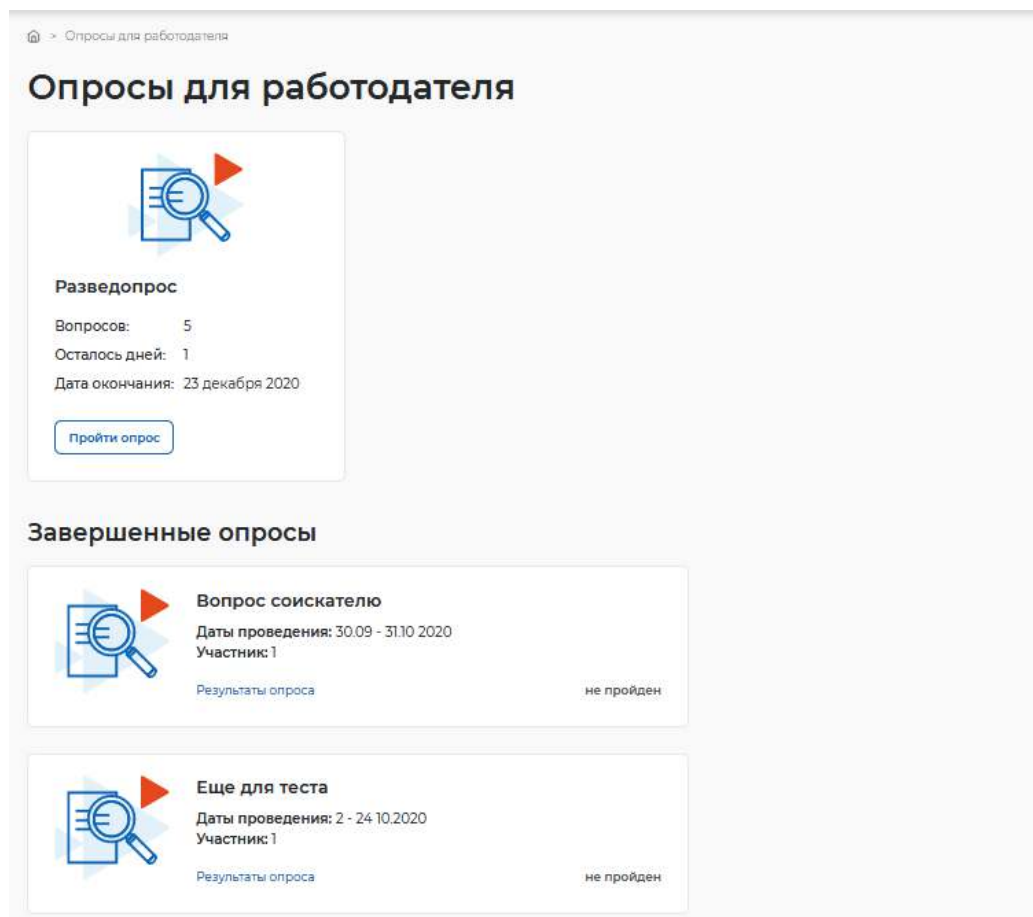 > Опросы для работодателя
Опросы для работодателя
Разведопрос
Вопросов: 5
Осталось дней: 1
Дата окончания: 23 декабря 2020
Пройти опрос
Завершенные опросы
Вопрос соискателю
Даты проведения: 30.09 - 31.10 2020
Участник: 1
Результаты опроса не пройден
Еще для теста
Даты проведения: 2 - 24 10.2020
Участник: 1
Результаты опроса не пройден